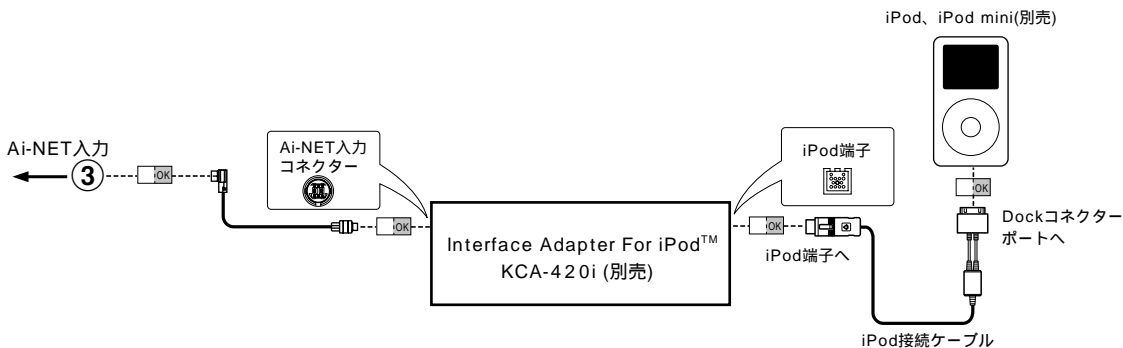 iPod、iPod mini(別売)
Ai-NET入力
3
OK
Ai-NET入力
コネクター
OK
Interface Adapter For iPod™
KCA-420i (別売)
iPod端子
OK
iPod端子へ
OK
Dockコネクター
ポートへ
iPod接続ケーブル